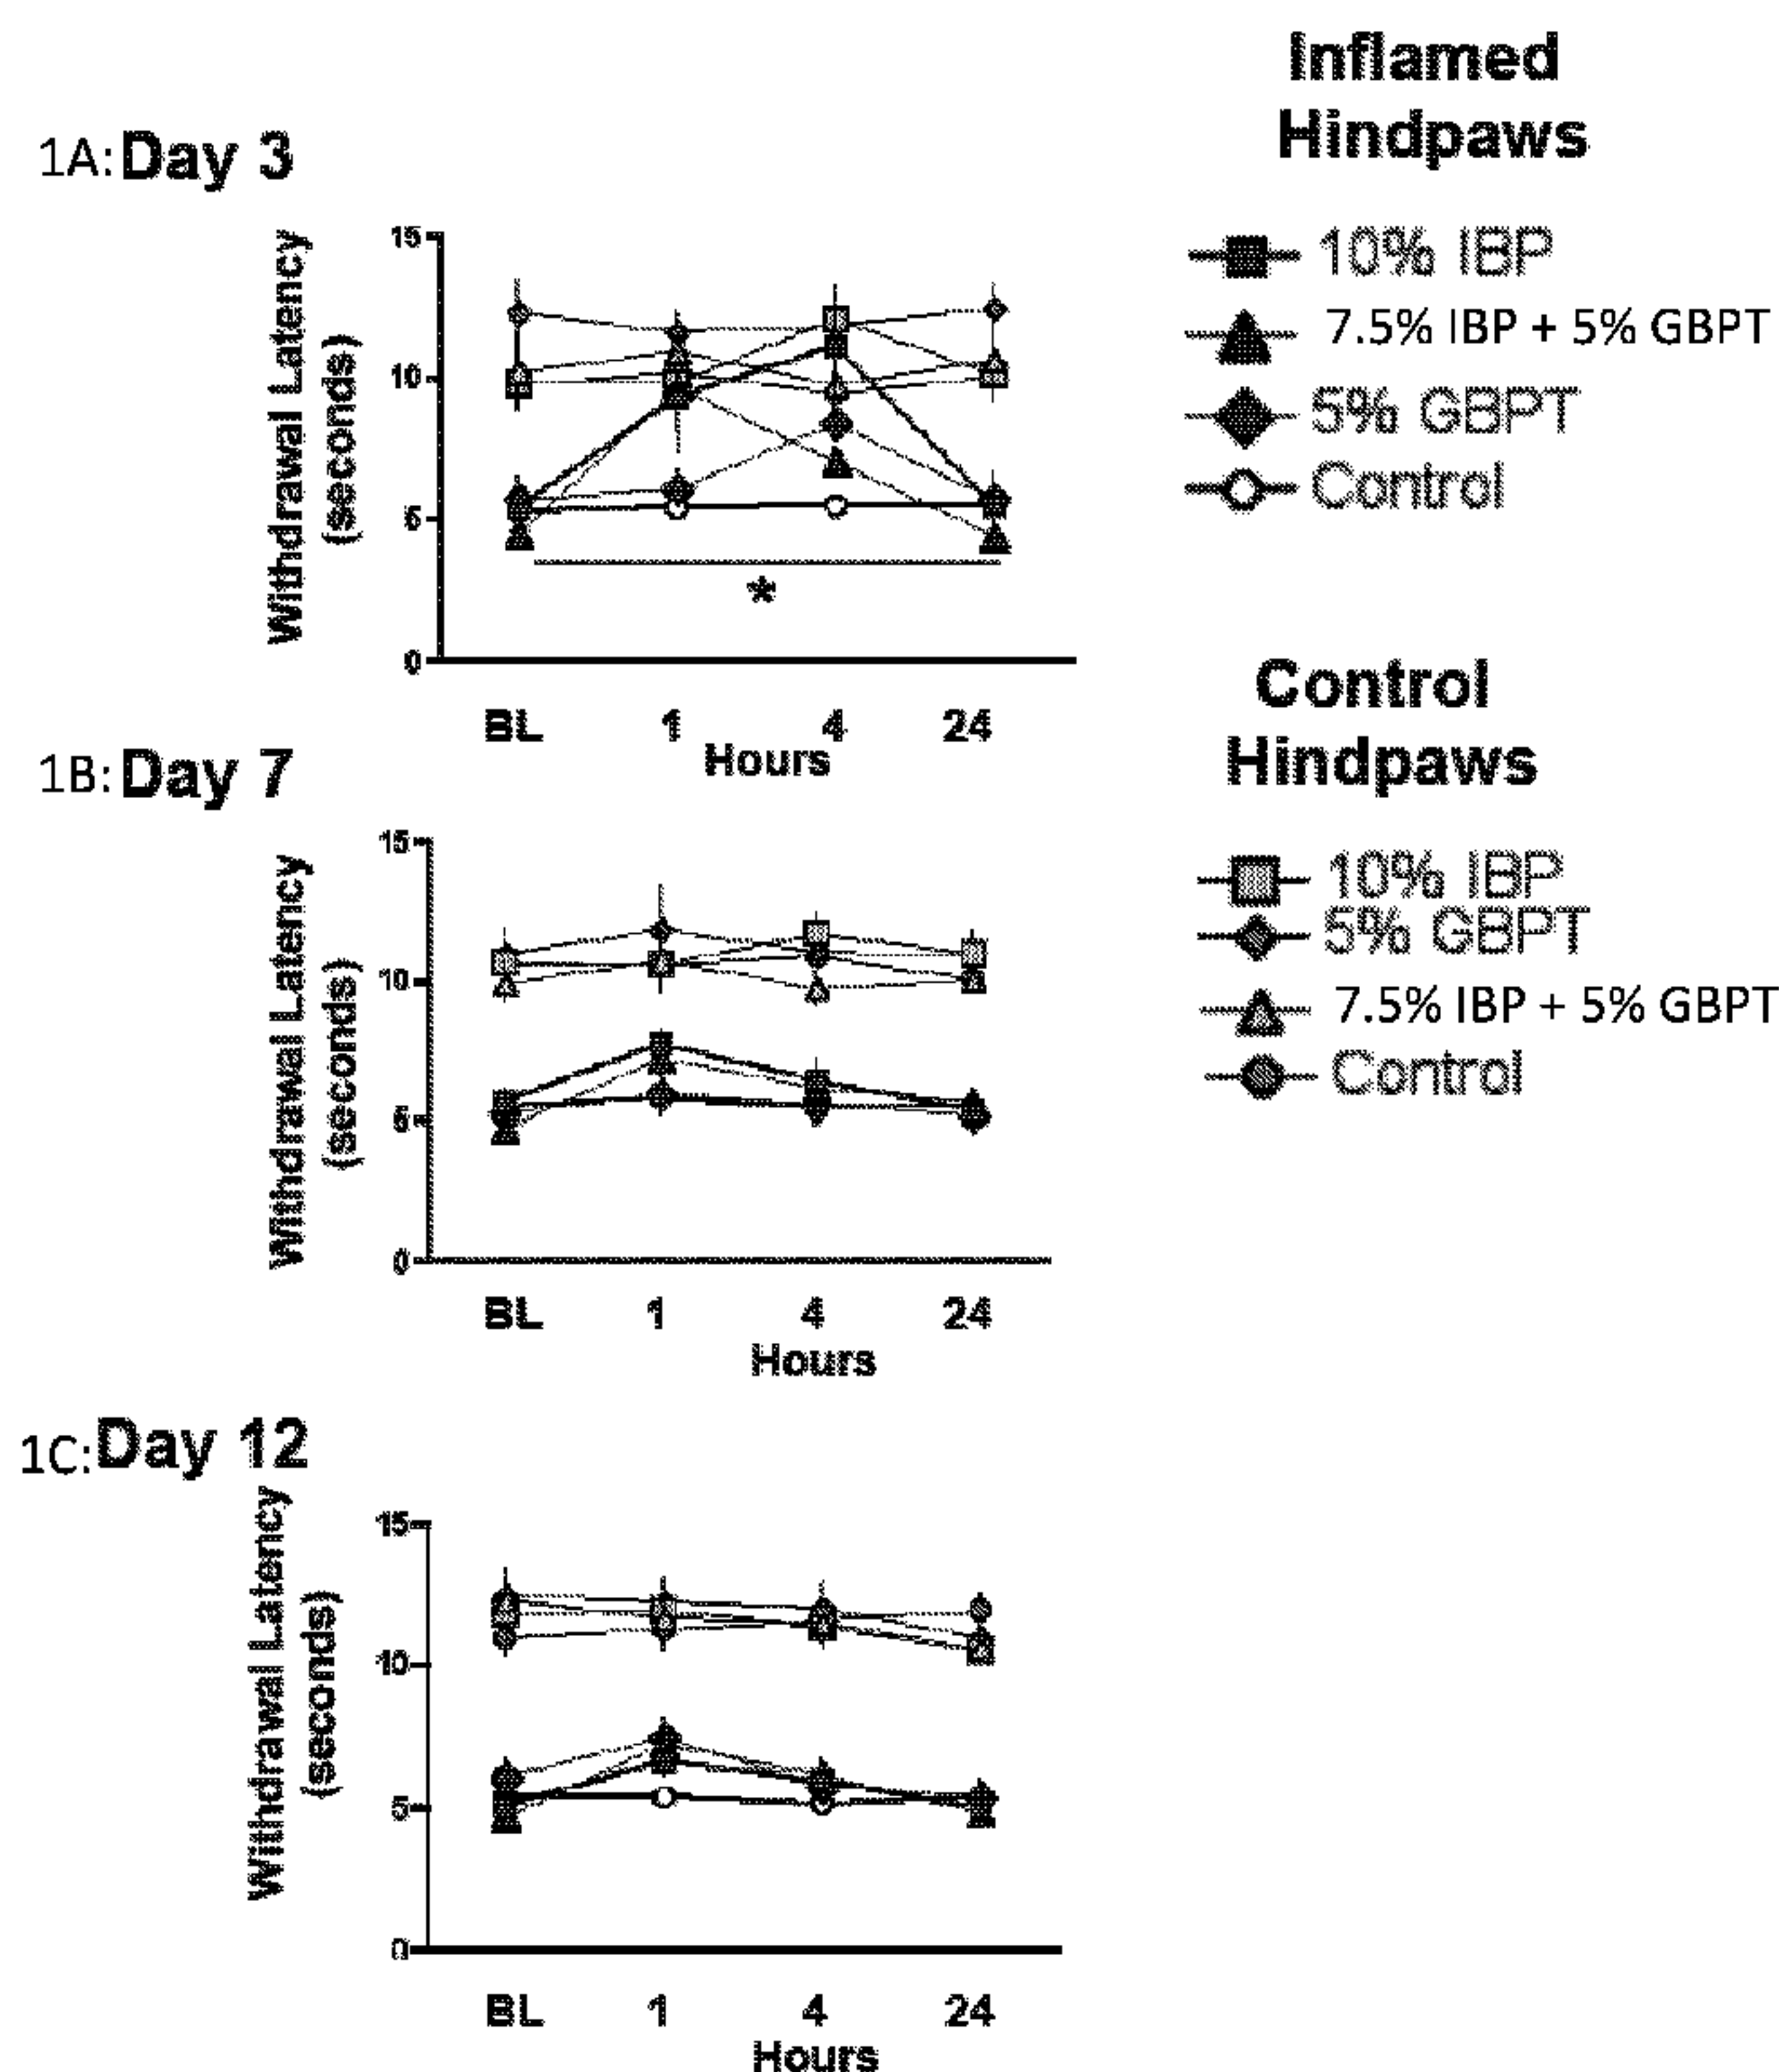 Inflamed
Hindpaws
1A: Day 3
10% IBP
7.5% IBP + 5% GBPT
5% GBPT
Control
Withdrawal Latency
(seconds)
15
10
5
0
*
BL 1 4 24
Hours
Control
Hindpaws
10% IBP
5% GBPT
7.5% IBP + 5% GBPT
Control
1B: Day 7
Withdrawal Latency
(seconds)
15
10
5
0
BL 1 4 24
Hours
1C: Day 12
Withdrawal Latency
(seconds)
15
10
5
0
BL 1 4 24
Hours